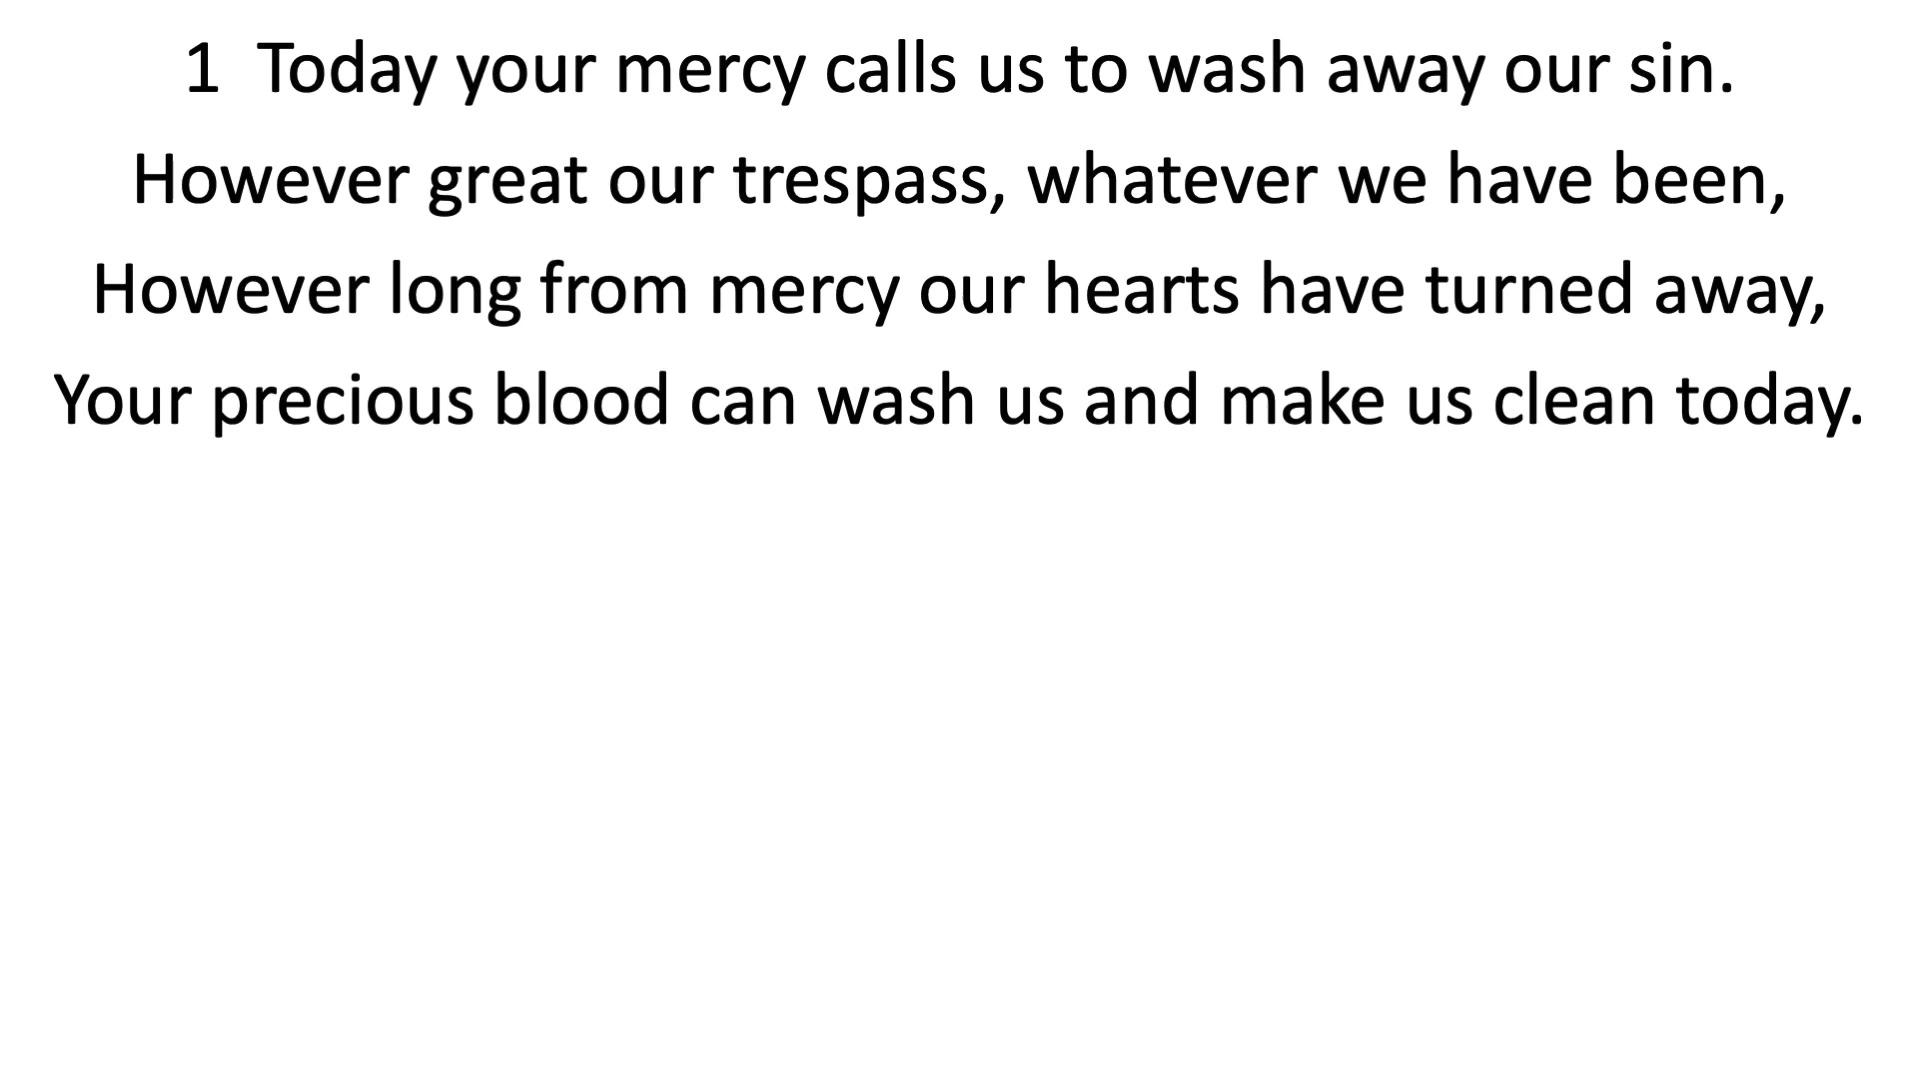 1  Today your mercy calls us to wash away our sin.
However great our trespass, whatever we have been,
However long from mercy our hearts have turned away,
Your precious blood can wash us and make us clean today.